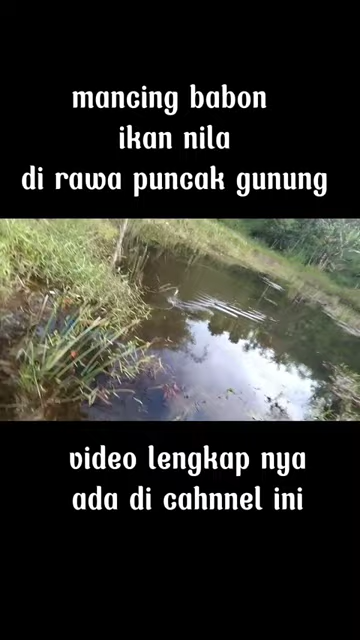 mancing babon
ikan nila
di rawa puncak gunung
video lengkap nya
ada di cahnnel ini